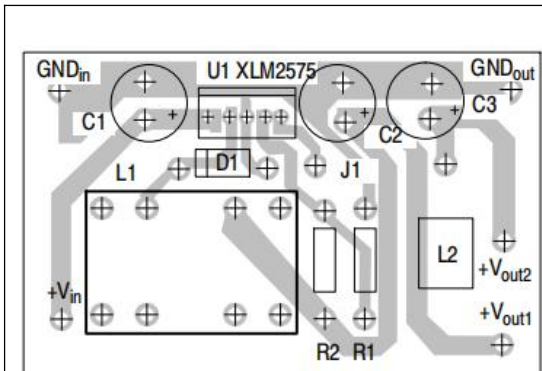 GNDin
U1 XLM2575
GNDout
C1
+
+
C2
+
C3
L1
D1
J1
L2
+Vin
+Vout2
+Vout1
R2
R1